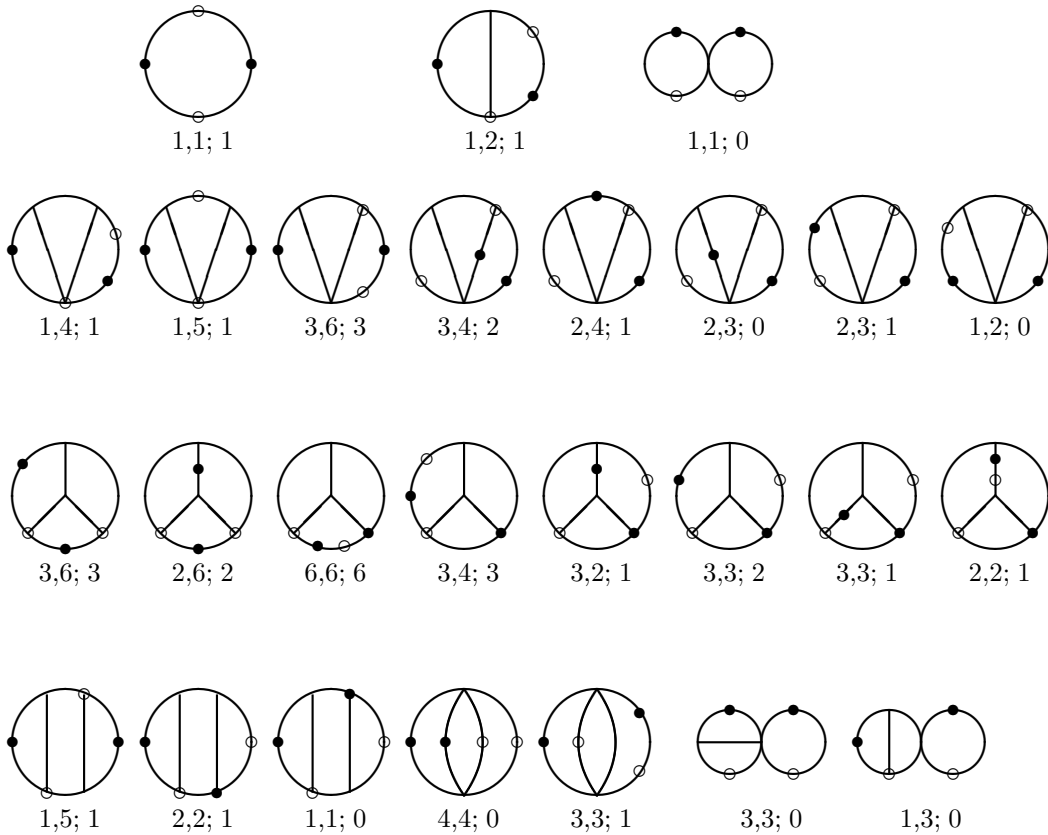 1,1; 1 1,2; 1 1,1; 0
1,4; 1 1,5; 1 3,6; 3 3,4; 2 2,4; 1 2,3; 0 2,3; 1 1,2; 0
3,6; 3 2,6; 2 6,6; 6 3,4; 3 3,2; 1 3,3; 2 3,3; 1 2,2; 1
1,5; 1 2,2; 1 1,1; 0 4,4; 0 3,3; 1 3,3; 0 1,3; 0